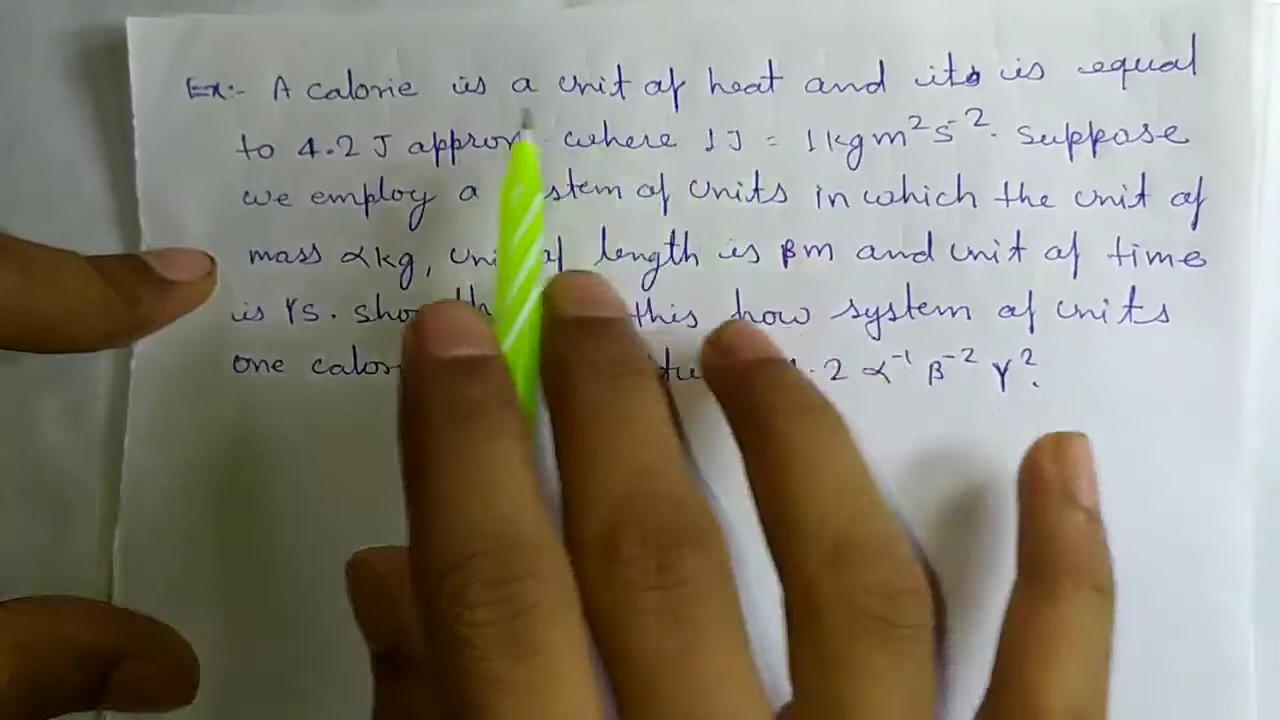 Ex:- A calorie is a unit of heat and its is equal
to 4.2 J approx where 1J = 1kg m²s⁻². Suppose
we employ a of units in which the unit of
mass αkg, of length is βm and unit of time
is γs. this how system of units
one 2 α⁻¹ β⁻² γ².